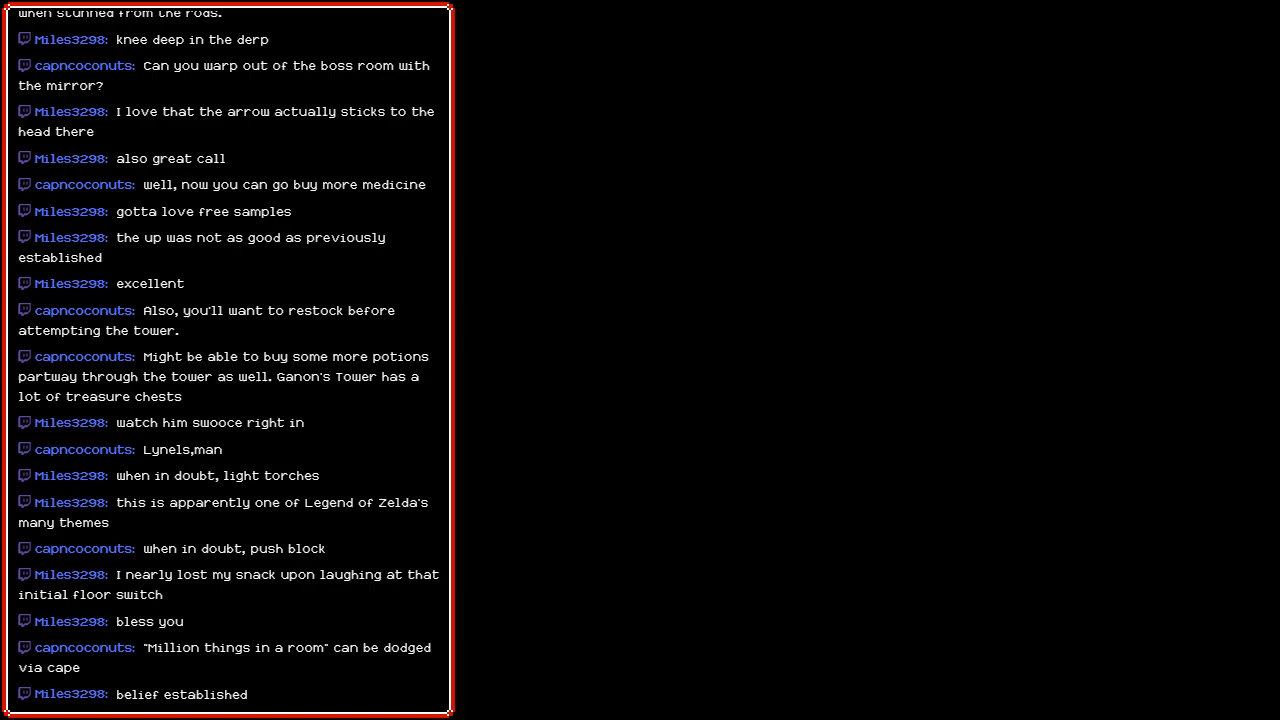 when stunned from the rods.
Miles3298: knee deep in the derp
capncoconuts: Can you warp out of the boss room with
the mirror?
Miles3298: I love that the arrow actually sticks to the
head there
Miles3298: also great call
capncoconuts: well, now you can go buy more medicine
Miles3298: gotta love free samples
Miles3298: the up was not as good as previously
established
Miles3298: excellent
capncoconuts: Also, you'll want to restock before
attempting the tower.
capncoconuts: Might be able to buy some more potions
partway through the tower as well. Ganon's Tower has a
lot of treasure chests
Miles3298: watch him swooce right in
capncoconuts: Lynels,man
Miles3298: when in doubt, light torches
Miles3298: this is apparently one of Legend of Zelda's
many themes
capncoconuts: when in doubt, push block
Miles3298: I nearly lost my snack upon laughing at that
initial floor switch
Miles3298: bless you
capncoconuts: "Million things in a room" can be dodged
via cape
Miles3298: belief established